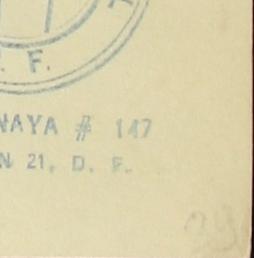 . F.
NAYA # 147
N 21, D. F.